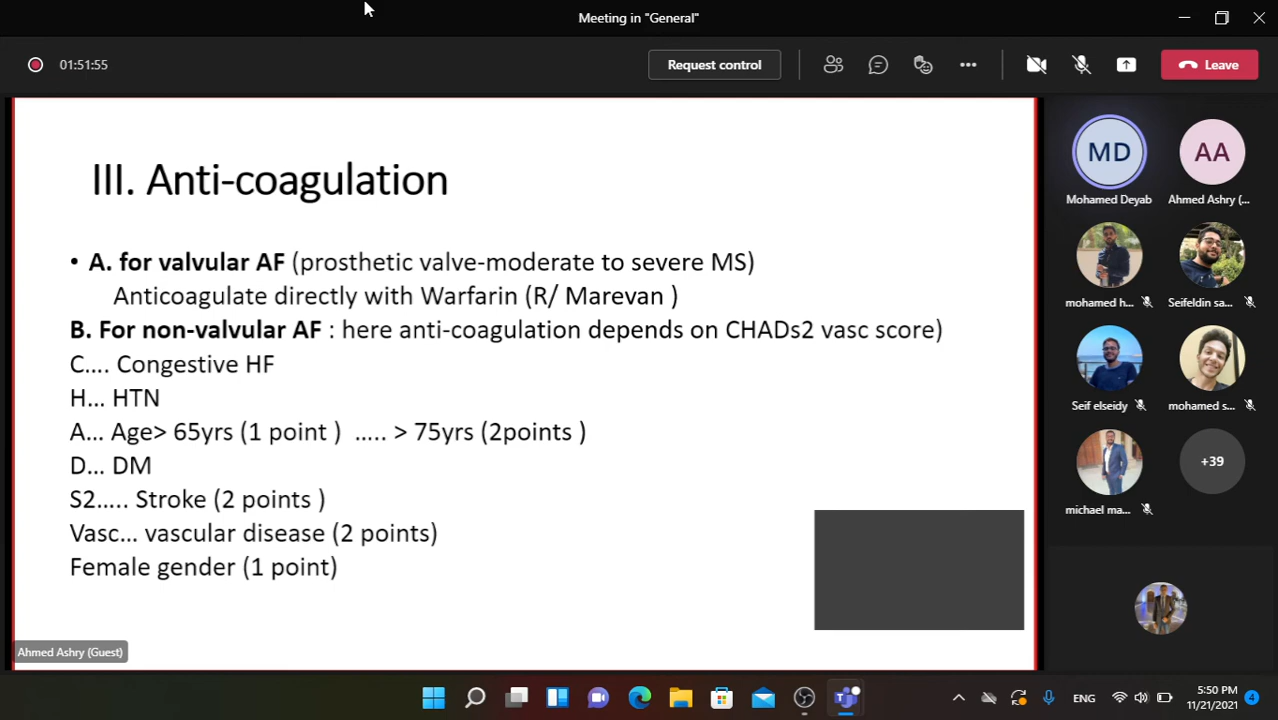 Meeting in "General"
01:51:55
Request control
Leave
III. Anti-coagulation
• A. for valvular AF (prosthetic valve-moderate to severe MS)
Anticoagulate directly with Warfarin (R/ Marevan )
B. For non-valvular AF : here anti-coagulation depends on CHADs2 vasc score)
C.... Congestive HF
H... HTN
A... Age> 65yrs (1 point ) ..... > 75yrs (2points )
D... DM
S2..... Stroke (2 points )
Vasc... vascular disease (2 points)
Female gender (1 point)
Ahmed Ashry (Guest)
MD
AA
Mohamed Deyab
Ahmed Ashry (...
mohamed h...
Seifeldin sa...
Seif elseidy
mohamed s...
+39
michael ma...
ENG
5:50 PM
11/21/2021
4